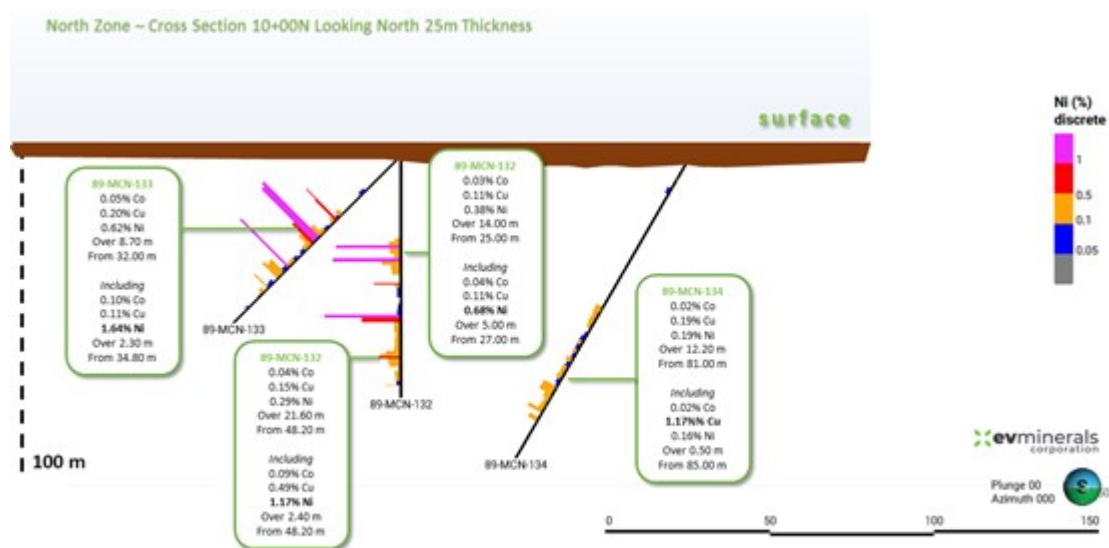 North Zone – Cross Section 10+00N Looking North 25m Thickness
surface
Ni (%)
discrete
1
0.5
0.1
0.05
89-MCN-133
0.05% Co
0.20% Cu
0.62% Ni
Over 8.70 m
From 32.00 m
Including
0.10% Co
0.11% Cu
1.64% Ni
Over 2.30 m
From 34.80 m
89-MCN-132
0.03% Co
0.11% Cu
0.38% Ni
Over 14.00 m
From 25.00 m
Including
0.04% Co
0.11% Cu
0.68% Ni
Over 5.00 m
From 27.00 m
89-MCN-132
0.04% Co
0.15% Cu
0.29% Ni
Over 21.60 m
From 48.20 m
Including
0.09% Co
0.49% Cu
1.17% Ni
Over 2.40 m
From 48.20 m
89-MCN-134
0.02% Co
0.19% Cu
0.19% Ni
Over 12.20 m
From 81.00 m
Including
0.02% Co
1.17%% Cu
0.16% Ni
Over 0.50 m
From 85.00 m
89-MCN-133
89-MCN-132
89-MCN-134
100 m
evminerals
corporation
Plunge 00
Azimuth 000
0
50
100
150